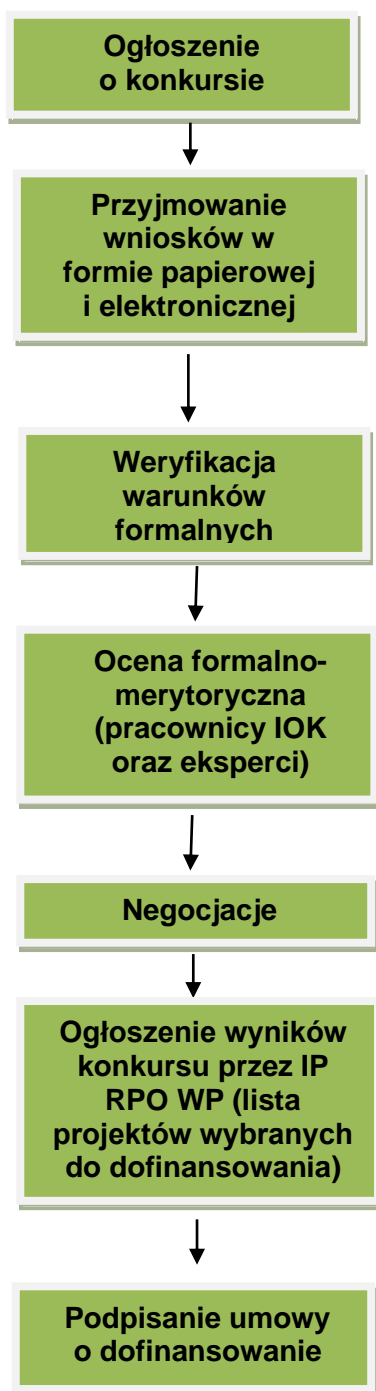 Ogłoszenie
o konkursie
Przyjmowanie
wniosków w
formie papierowej
i elektronicznej
Weryfikacja
warunków
formalnych
Ocena formalno-
merytoryczna
(pracownicy IOK
oraz eksperci)
Negocjacje
Ogłoszenie wyników
konkursu przez IP
RPO WP (lista
projektów wybranych
do dofinansowania)
Podpisanie umowy
o dofinansowanie